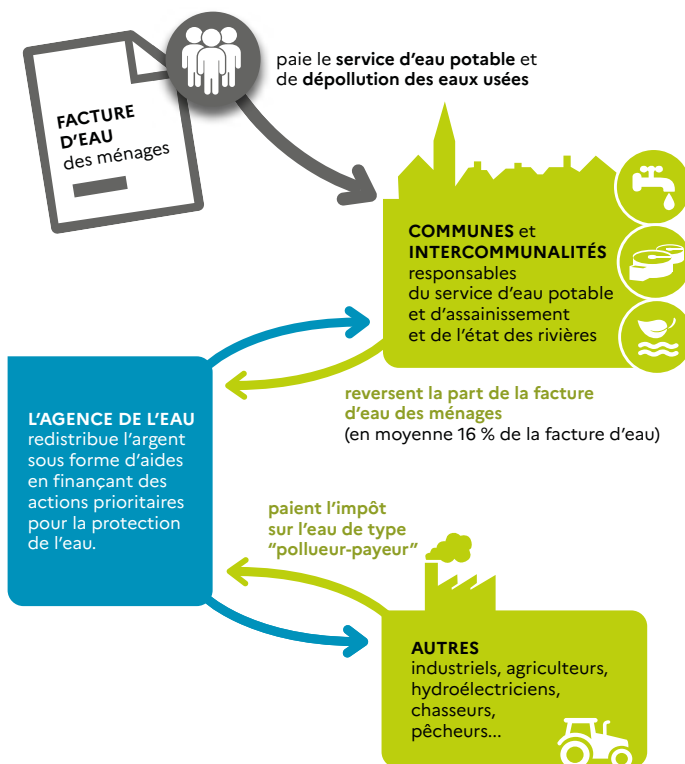 paie le service d'eau potable et
de dépollution des eaux usées
FACTURE
D'EAU
des ménages
COMMUNES et
INTERCOMMUNALITÉS
responsables
du service d'eau potable
et d'assainissement
et de l'état des rivières
reversent la part de la facture
d'eau des ménages
(en moyenne 16 % de la facture d'eau)
L'AGENCE DE L'EAU
redistribue l'argent
sous forme d'aides
en finançant des
actions prioritaires
pour la protection
de l'eau.
paient l'impôt
sur l'eau de type
“pollueur-payeur”
AUTRES
industriels, agriculteurs,
hydroélectriciens,
chasseurs,
pêcheurs...